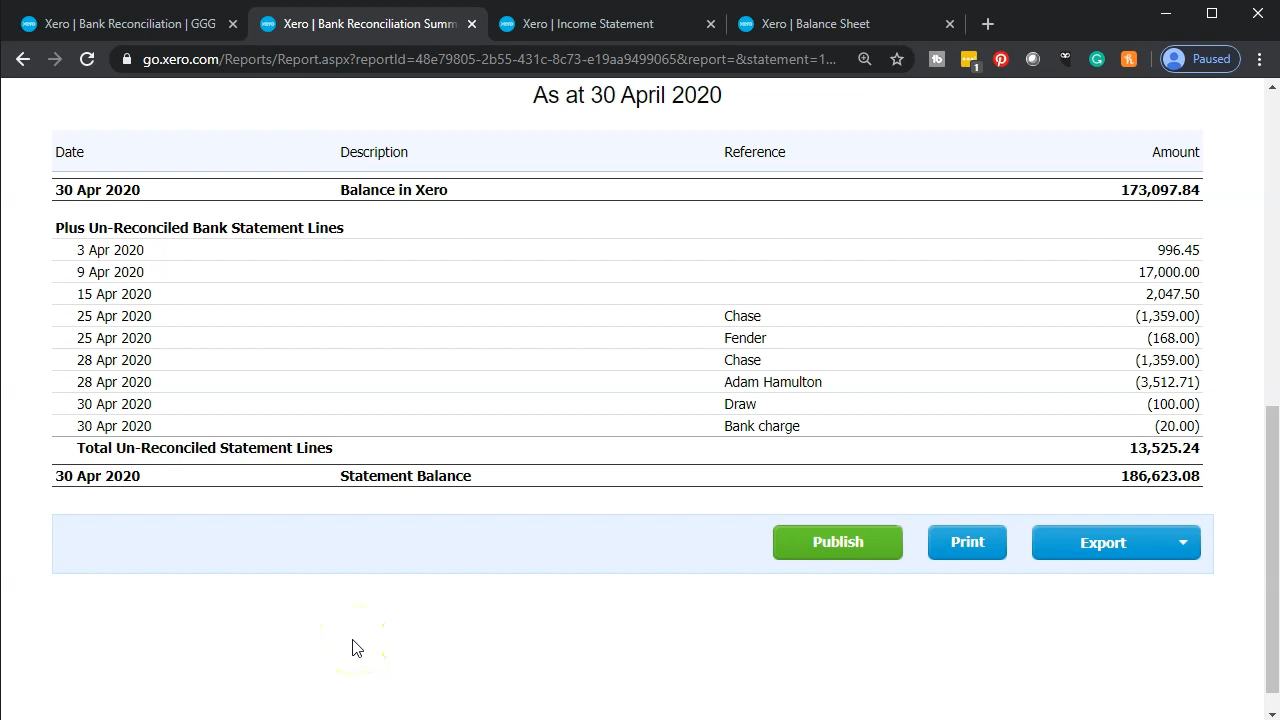 Xero | Bank Reconciliation | GGG
Xero | Bank Reconciliation Summ
Xero | Income Statement
Xero | Balance Sheet
go.xero.com/Reports/Report.aspx?reportId=48e79805-2b55-431c-8c73-e19aa9499065&report=&statement=1...
1
Paused
As at 30 April 2020
Date Description Reference Amount
30 Apr 2020 Balance in Xero 173,097.84
Plus Un-Reconciled Bank Statement Lines
3 Apr 2020 996.45
9 Apr 2020 17,000.00
15 Apr 2020 2,047.50
25 Apr 2020 Chase (1,359.00)
25 Apr 2020 Fender (168.00)
28 Apr 2020 Chase (1,359.00)
28 Apr 2020 Adam Hamulton (3,512.71)
30 Apr 2020 Draw (100.00)
30 Apr 2020 Bank charge (20.00)
Total Un-Reconciled Statement Lines 13,525.24
30 Apr 2020 Statement Balance 186,623.08
Publish Print Export